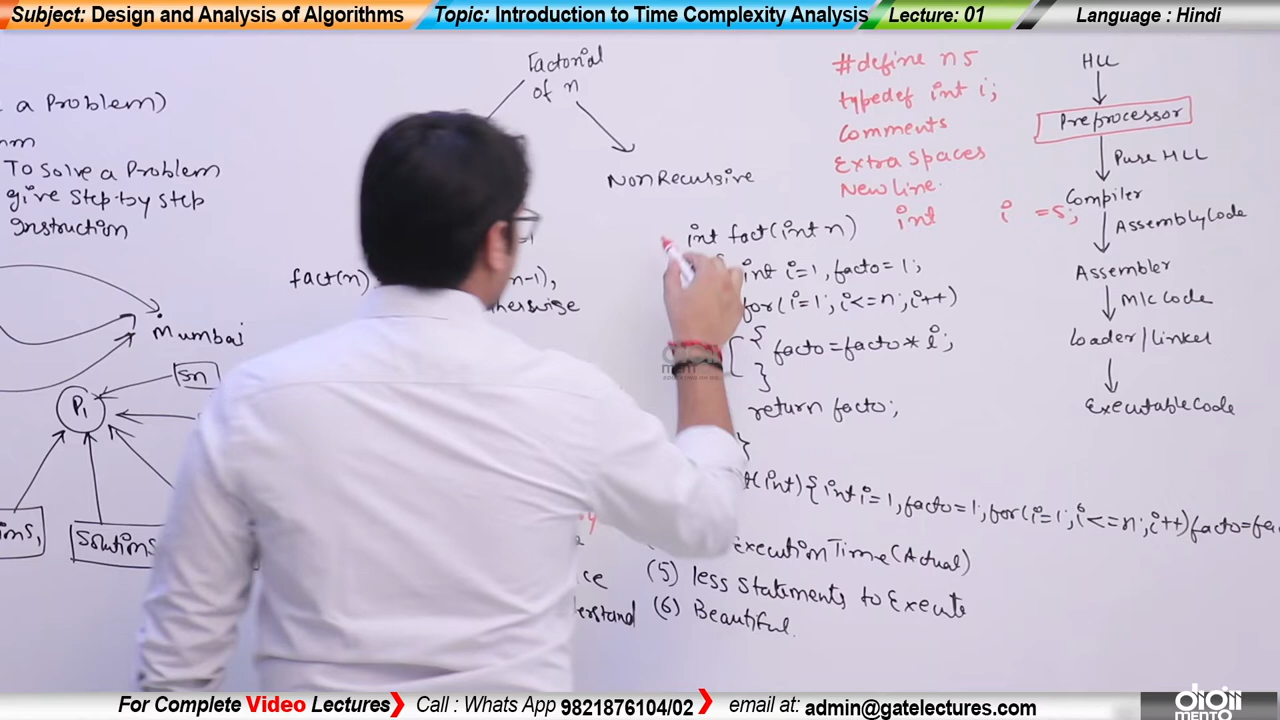 Subject: Design and Analysis of Algorithms
Topic: Introduction to Time Complexity Analysis
Lecture: 01
Language : Hindi
a Problem)
To Solve a Problem
give Step-by Step
Instruction
Mumbai
Sn
P1
Solutions
Factorial
of n
NonRecursive
fact(n)
n-1),
int fact(int n)
int i=1, facto=1;
for(i=1; i<=n; i++)
{ facto=facto * i;
}
return facto;
}
(int) { int i=1, facto=1; for(i=1; i<=n; i++) facto=
Execution Time (Actual)
(5) less Statements to Execute
(6) Beautiful.
#define n 5
typedef int i;
Comments
Extra Spaces
New line.
int i =5;
HLL
Preprocessor
Pure HLL
Compiler
Assembly Code
Assembler
M/c Code
Loader/linker
Executable Code
For Complete Video Lectures
Call : Whats App 9821876104/02
email at: admin@gatelectures.com
digii
MENTO